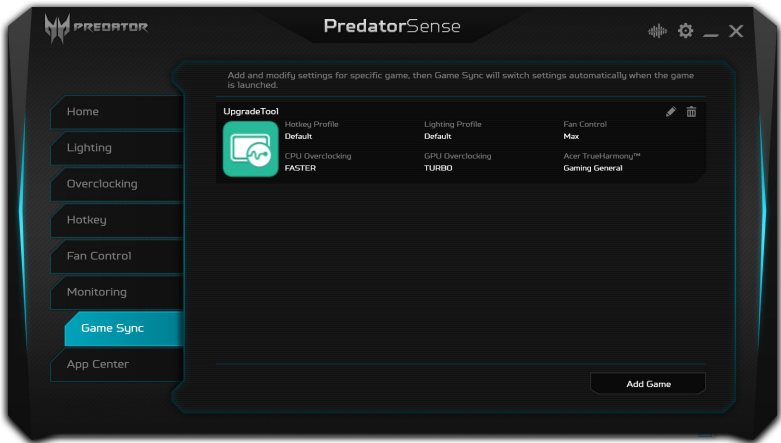 PREDATOR
PredatorSense
Add and modify settings for specific game, then Game Sync will switch settings automatically when the game
is launched.
Home
Lighting
Overclocking
Hotkey
Fan Control
Monitoring
Game Sync
App Center
UpgradeTool
Hotkey Profile
Default
Lighting Profile
Default
Fan Control
Max
CPU Overclocking
FASTER
GPU Overclocking
TURBO
Acer TrueHarmony™
Gaming General
Add Game